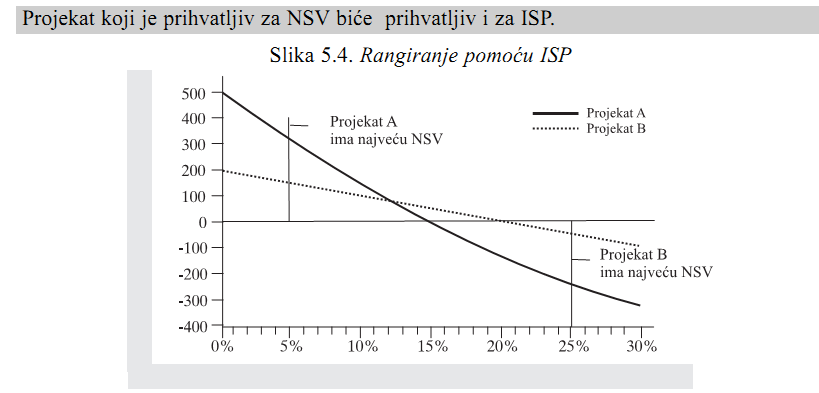 Projekat koji je prihvatljiv za NSV biće prihvatljiv i za ISP.
Slika 5.4. Rangiranje pomoću ISP
500
400
300
200
100
0
-100
-200
-300
-400
Projekat A
ima najveću NSV
Projekat A
Projekat B
Projekat B
ima najveću NSV
0% 5% 10% 15% 20% 25% 30%